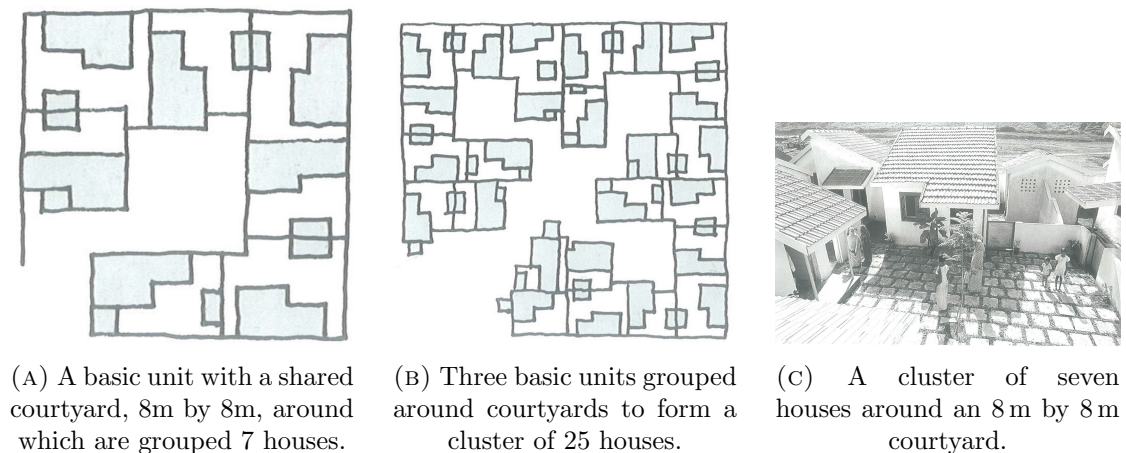 (A) A basic unit with a shared
courtyard, 8m by 8m, around
which are grouped 7 houses.
(B) Three basic units grouped
around courtyards to form a
cluster of 25 houses.
(C) A cluster of seven
houses around an 8 m by 8 m
courtyard.